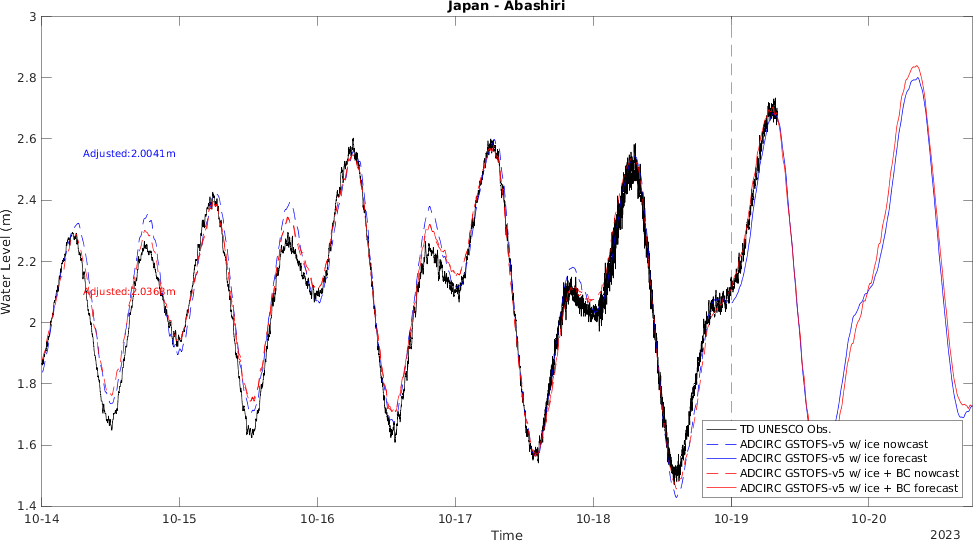 Japan - Abashiri
3
2.8
2.6
2.4
2.2
2
1.8
1.6
1.4
Water Level (m)
Adjusted:2.0041m
Adjusted:2.0363m
TD UNESCO Obs.
ADCIRC GSTOFS-v5 w/ ice nowcast
ADCIRC GSTOFS-v5 w/ ice forecast
ADCIRC GSTOFS-v5 w/ ice + BC nowcast
ADCIRC GSTOFS-v5 w/ ice + BC forecast
10-14 10-15 10-16 10-17 10-18 10-19 10-20
Time
2023